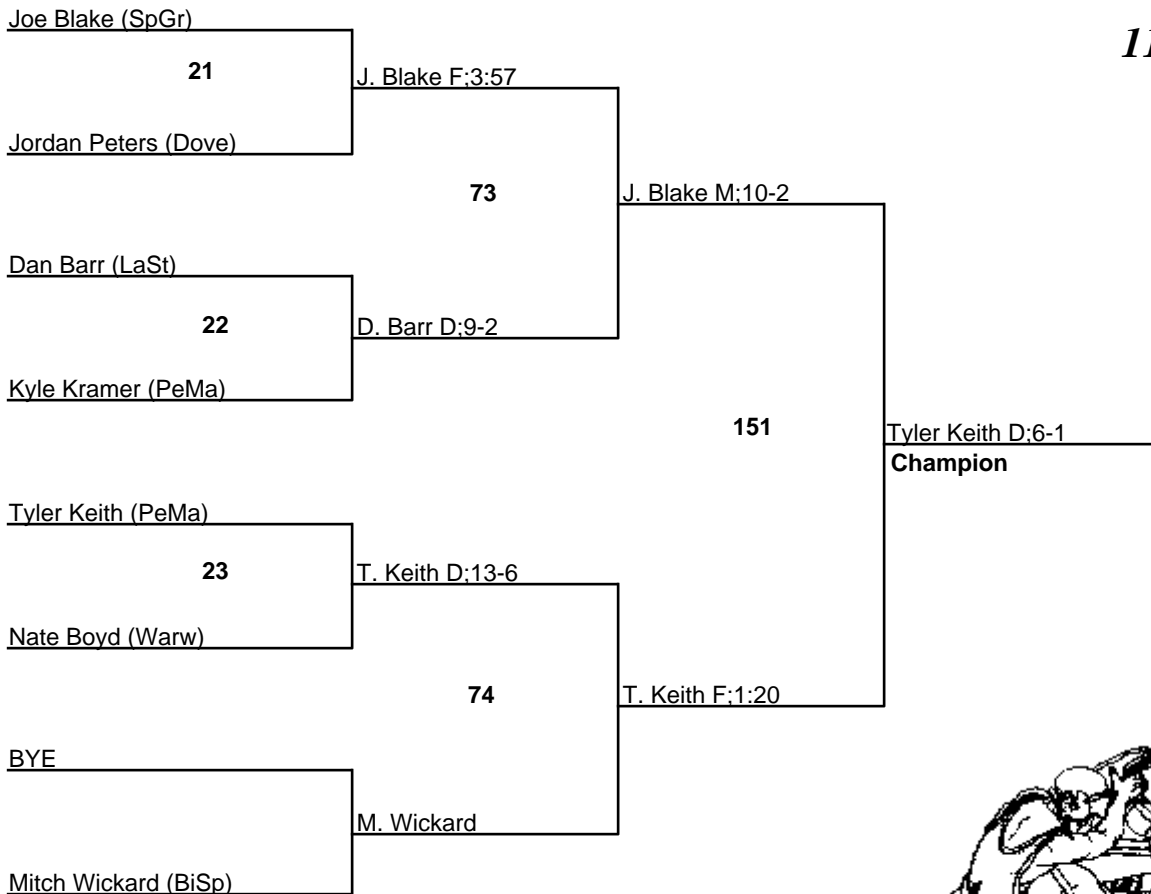 Joe Blake (SpGr)
21
J. Blake F;3:57
Jordan Peters (Dove)
73
J. Blake M;10-2
Dan Barr (LaSt)
22
D. Barr D;9-2
Kyle Kramer (PeMa)
151
Tyler Keith D;6-1
Champion
Tyler Keith (PeMa)
23
T. Keith D;13-6
Nate Boyd (Warw)
74
T. Keith F;1:20
BYE
M. Wickard
Mitch Wickard (BiSp)